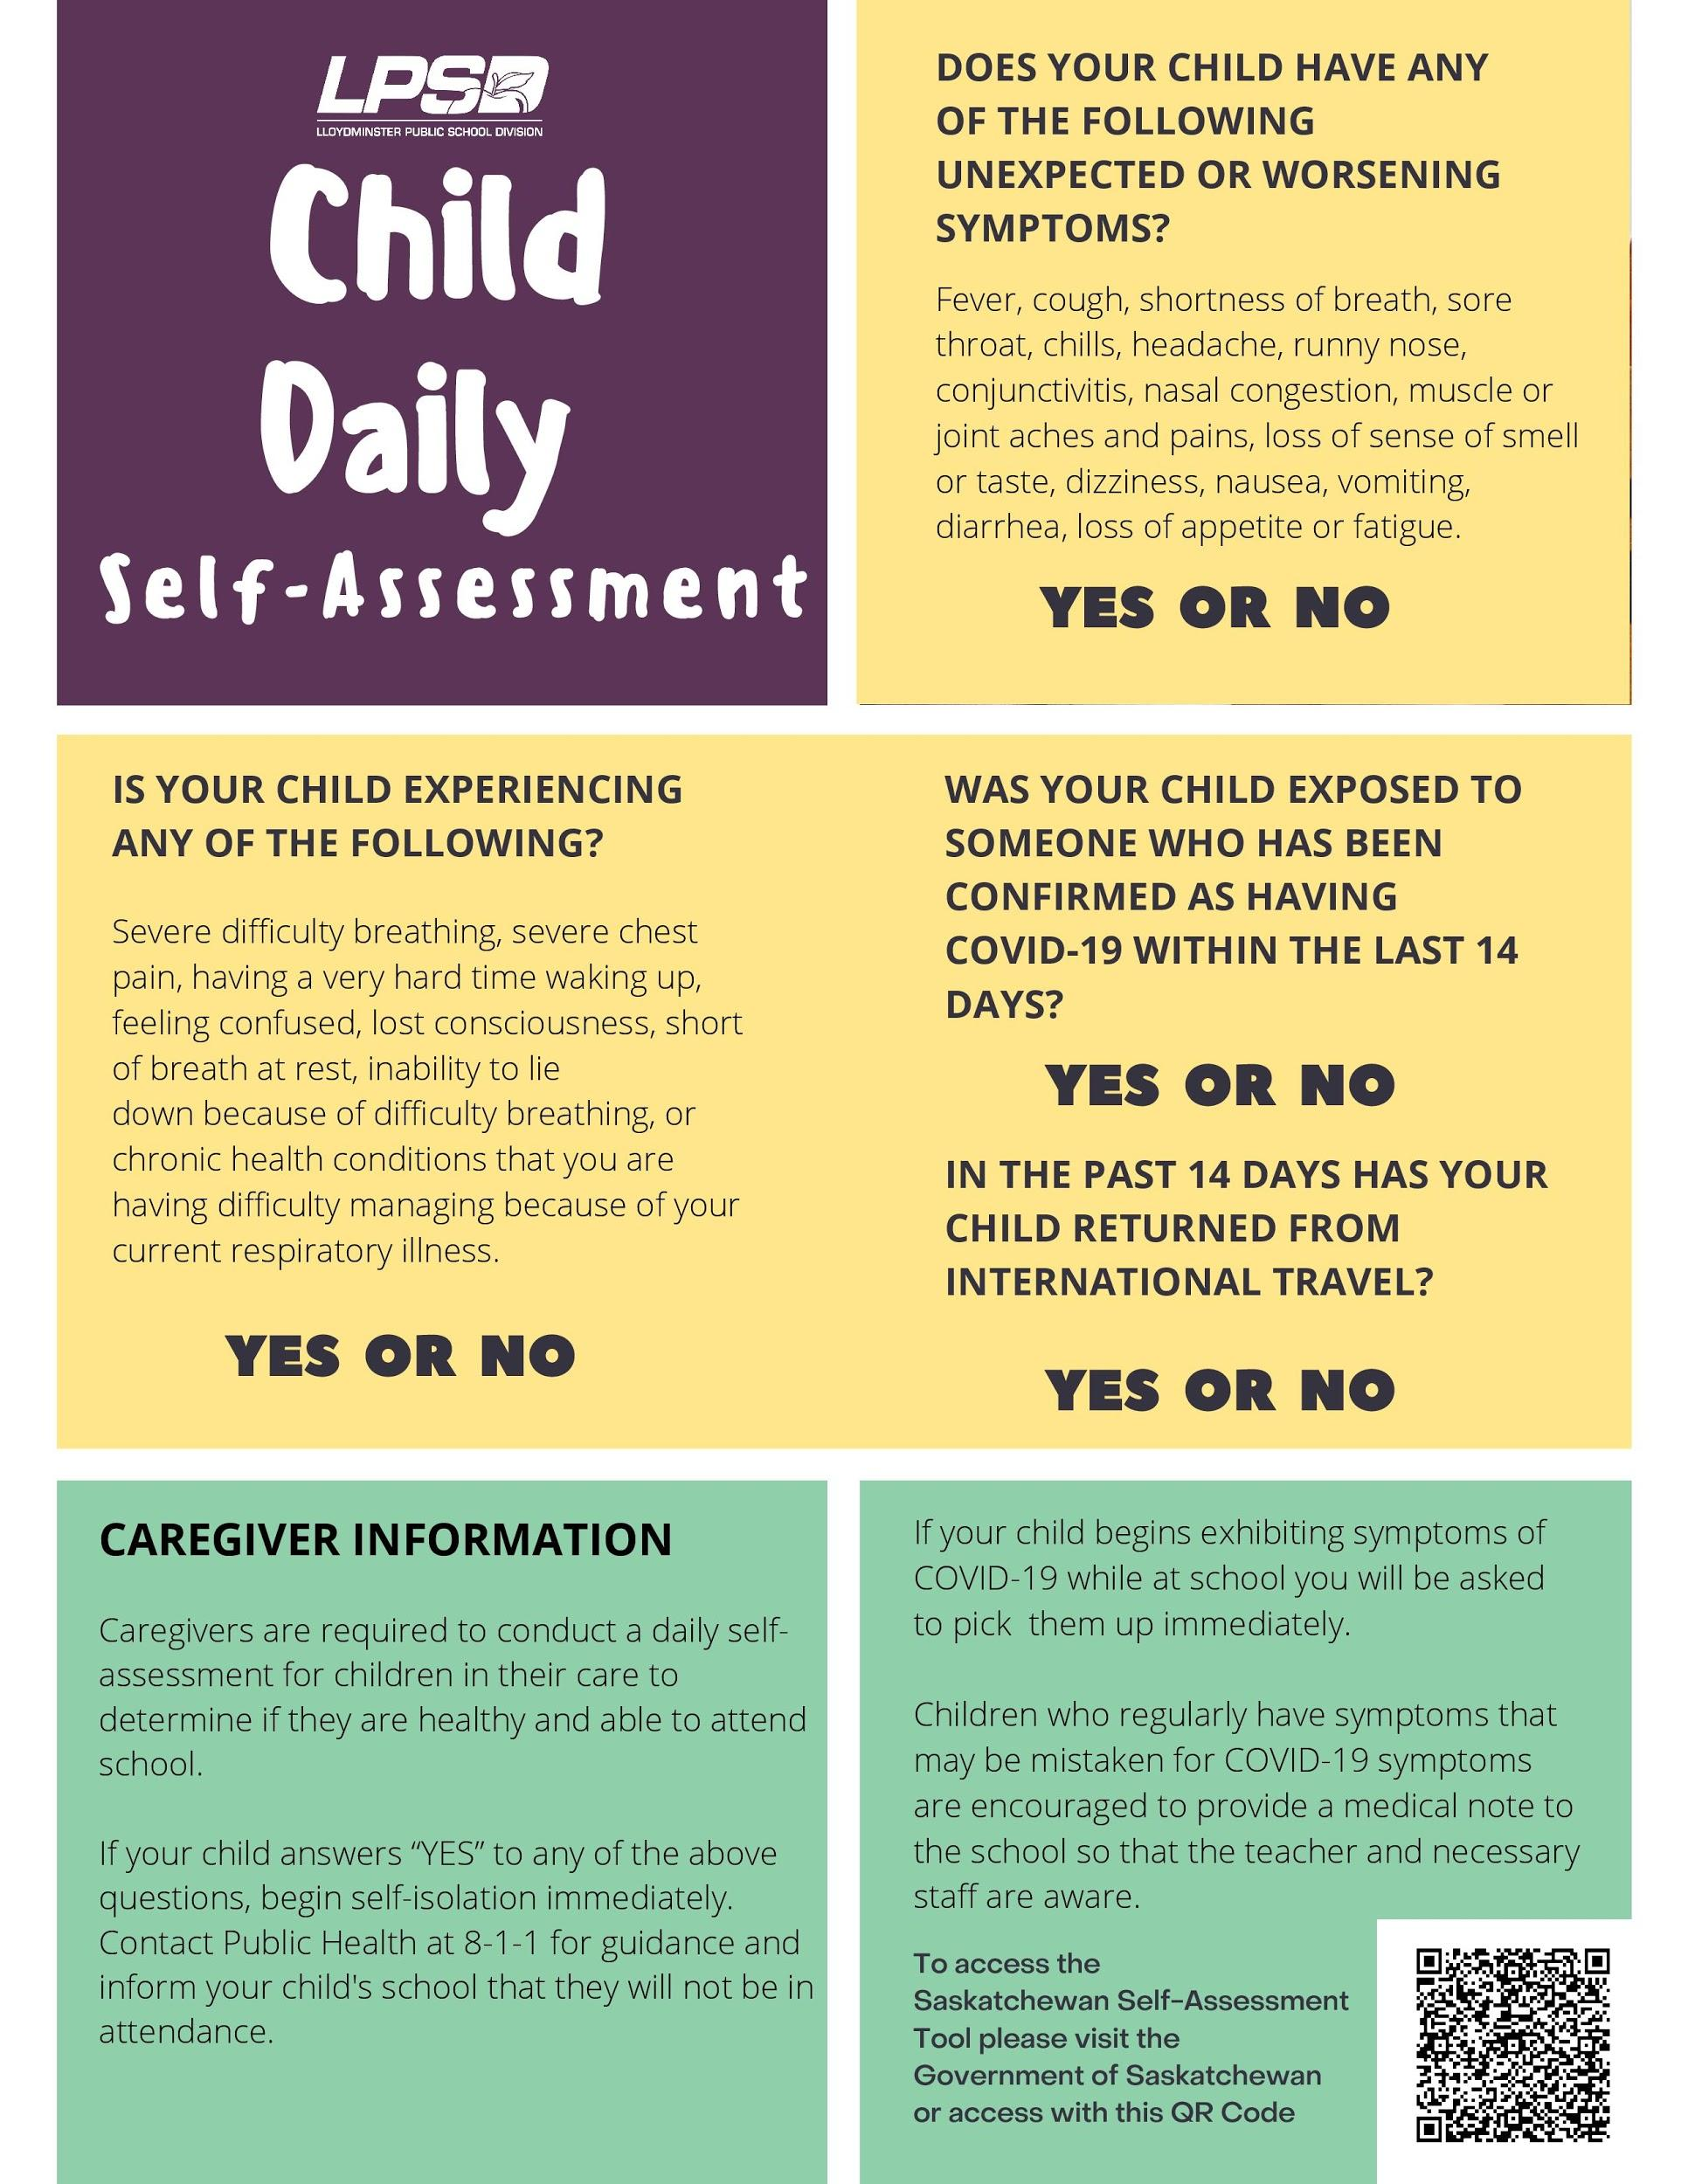 LPSD
LLOYDMINSTER PUBLIC SCHOOL DIVISION
Child
Daily
Self-Assessment
DOES YOUR CHILD HAVE ANY
OF THE FOLLOWING
UNEXPECTED OR WORSENING
SYMPTOMS?
Fever, cough, shortness of breath, sore
throat, chills, headache, runny nose,
conjunctivitis, nasal congestion, muscle or
joint aches and pains, loss of sense of smell
or taste, dizziness, nausea, vomiting,
diarrhea, loss of appetite or fatigue.
YES OR NO
IS YOUR CHILD EXPERIENCING
ANY OF THE FOLLOWING?
Severe difficulty breathing, severe chest
pain, having a very hard time waking up,
feeling confused, lost consciousness, short
of breath at rest, inability to lie
down because of difficulty breathing, or
chronic health conditions that you are
having difficulty managing because of your
current respiratory illness.
YES OR NO
WAS YOUR CHILD EXPOSED TO
SOMEONE WHO HAS BEEN
CONFIRMED AS HAVING
COVID-19 WITHIN THE LAST 14
DAYS?
YES OR NO
IN THE PAST 14 DAYS HAS YOUR
CHILD RETURNED FROM
INTERNATIONAL TRAVEL?
YES OR NO
CAREGIVER INFORMATION
Caregivers are required to conduct a daily self-
assessment for children in their care to
determine if they are healthy and able to attend
school.
If your child answers “YES” to any of the above
questions, begin self-isolation immediately.
Contact Public Health at 8-1-1 for guidance and
inform your child's school that they will not be in
attendance.
If your child begins exhibiting symptoms of
COVID-19 while at school you will be asked
to pick  them up immediately.
Children who regularly have symptoms that
may be mistaken for COVID-19 symptoms
are encouraged to provide a medical note to
the school so that the teacher and necessary
staff are aware.
To access the
Saskatchewan Self-Assessment
Tool please visit the
Government of Saskatchewan
or access with this QR Code